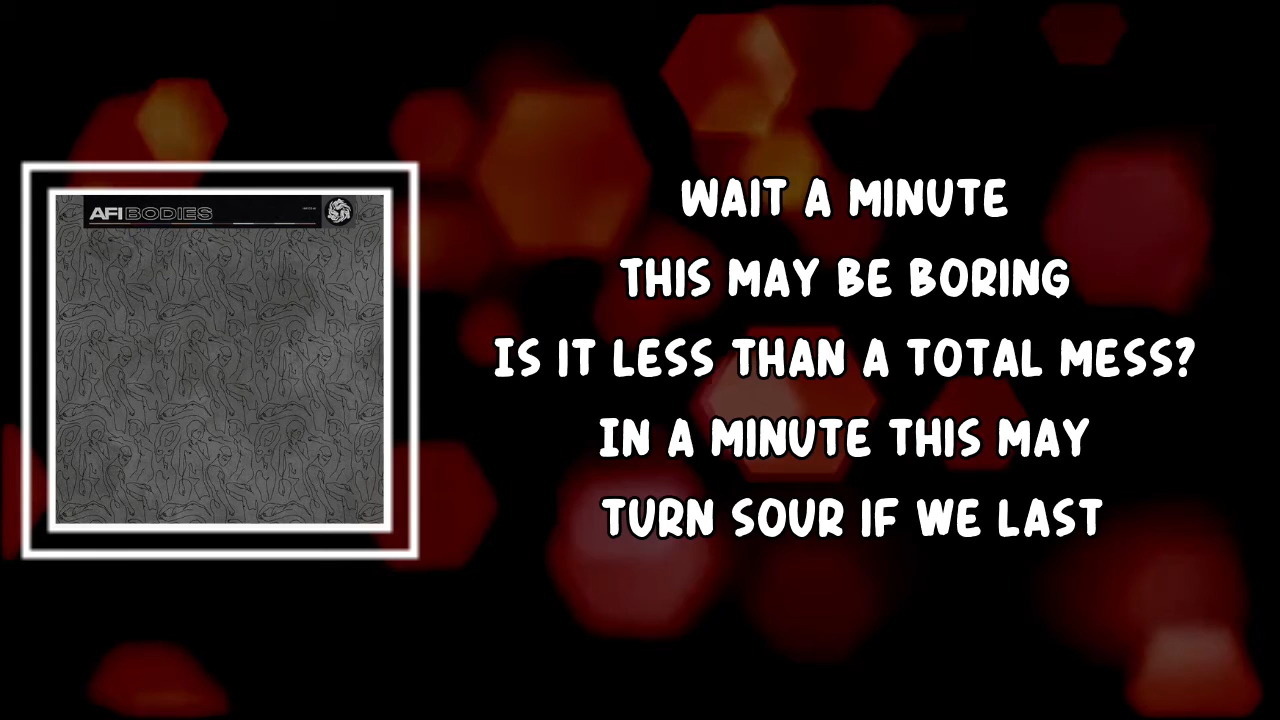 AFI BODIES
WAIT A MINUTE
THIS MAY BE BORING
IS IT LESS THAN A TOTAL MESS?
IN A MINUTE THIS MAY
TURN SOUR IF WE LAST